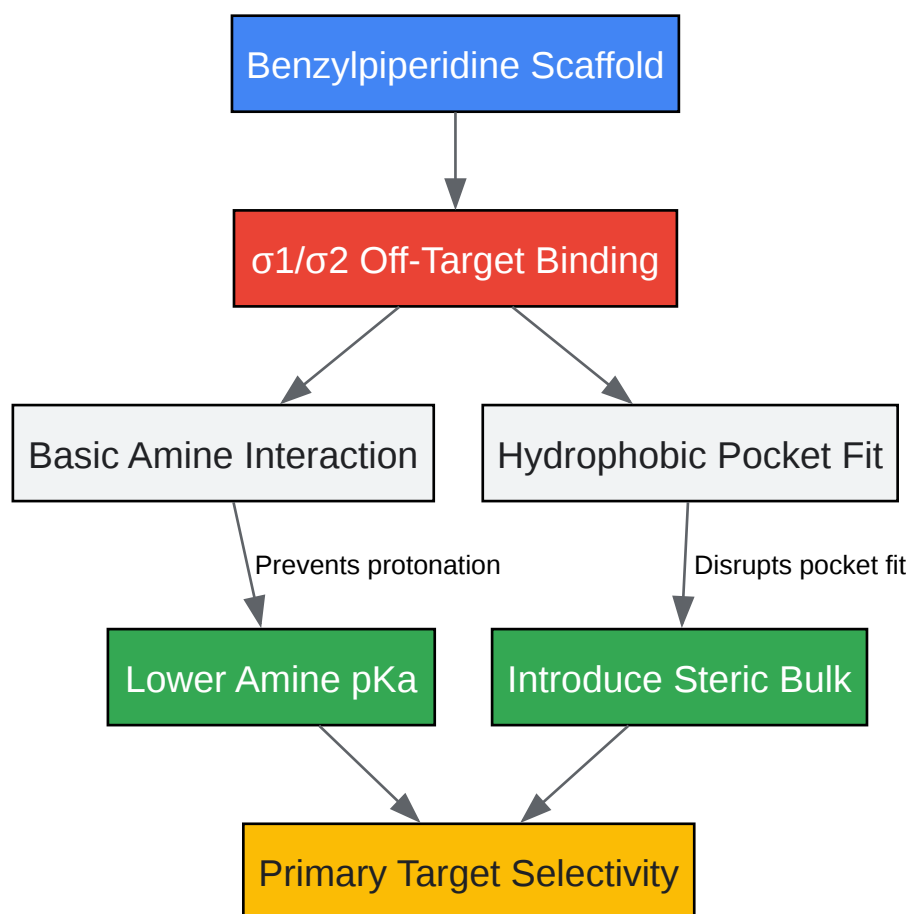 Benzylpiperidine Scaffold
σ1/σ2 Off-Target Binding
Basic Amine Interaction
Hydrophobic Pocket Fit
Prevents protonation
Disrupts pocket fit
Lower Amine pKa
Introduce Steric Bulk
Primary Target Selectivity